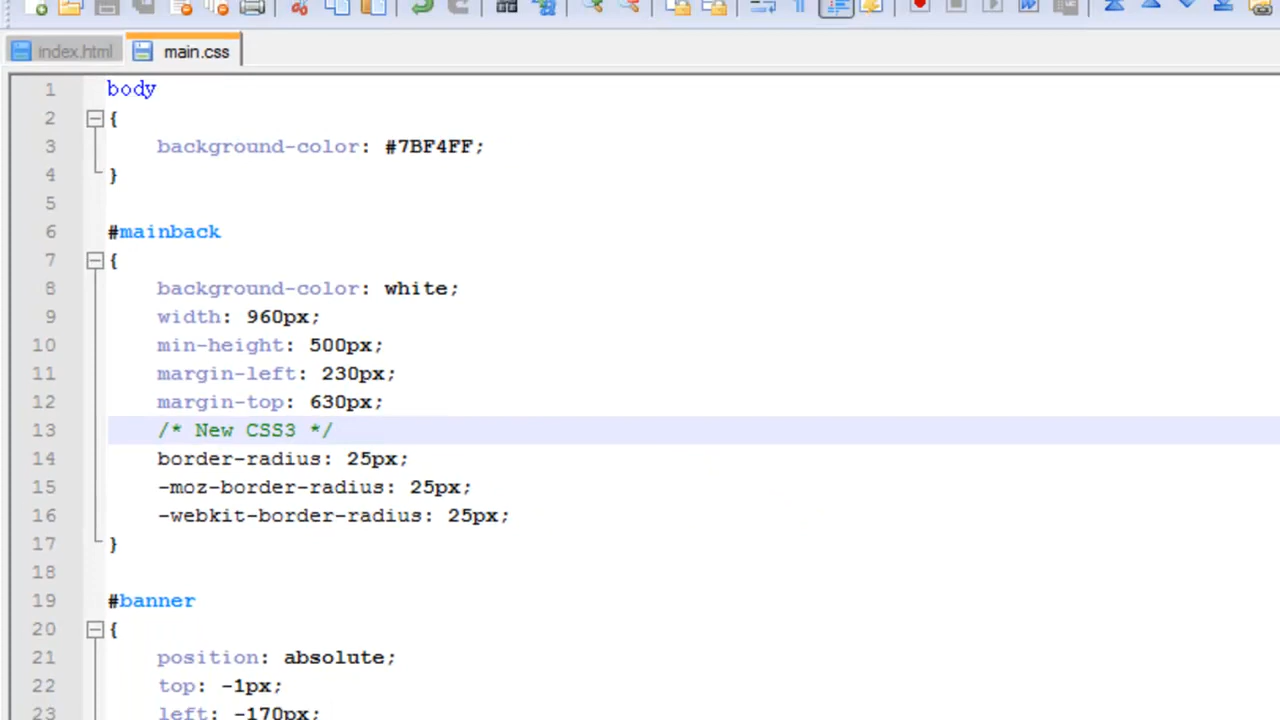 index.html
main.css
1 body
2 {
3 background-color: #7BF4FF;
4 }
5
6 #mainback
7 {
8 background-color: white;
9 width: 960px;
10 min-height: 500px;
11 margin-left: 230px;
12 margin-top: 630px;
13 /* New CSS3 */
14 border-radius: 25px;
15 -moz-border-radius: 25px;
16 -webkit-border-radius: 25px;
17 }
18
19 #banner
20 {
21 position: absolute;
22 top: -1px;
23 left: -170px;